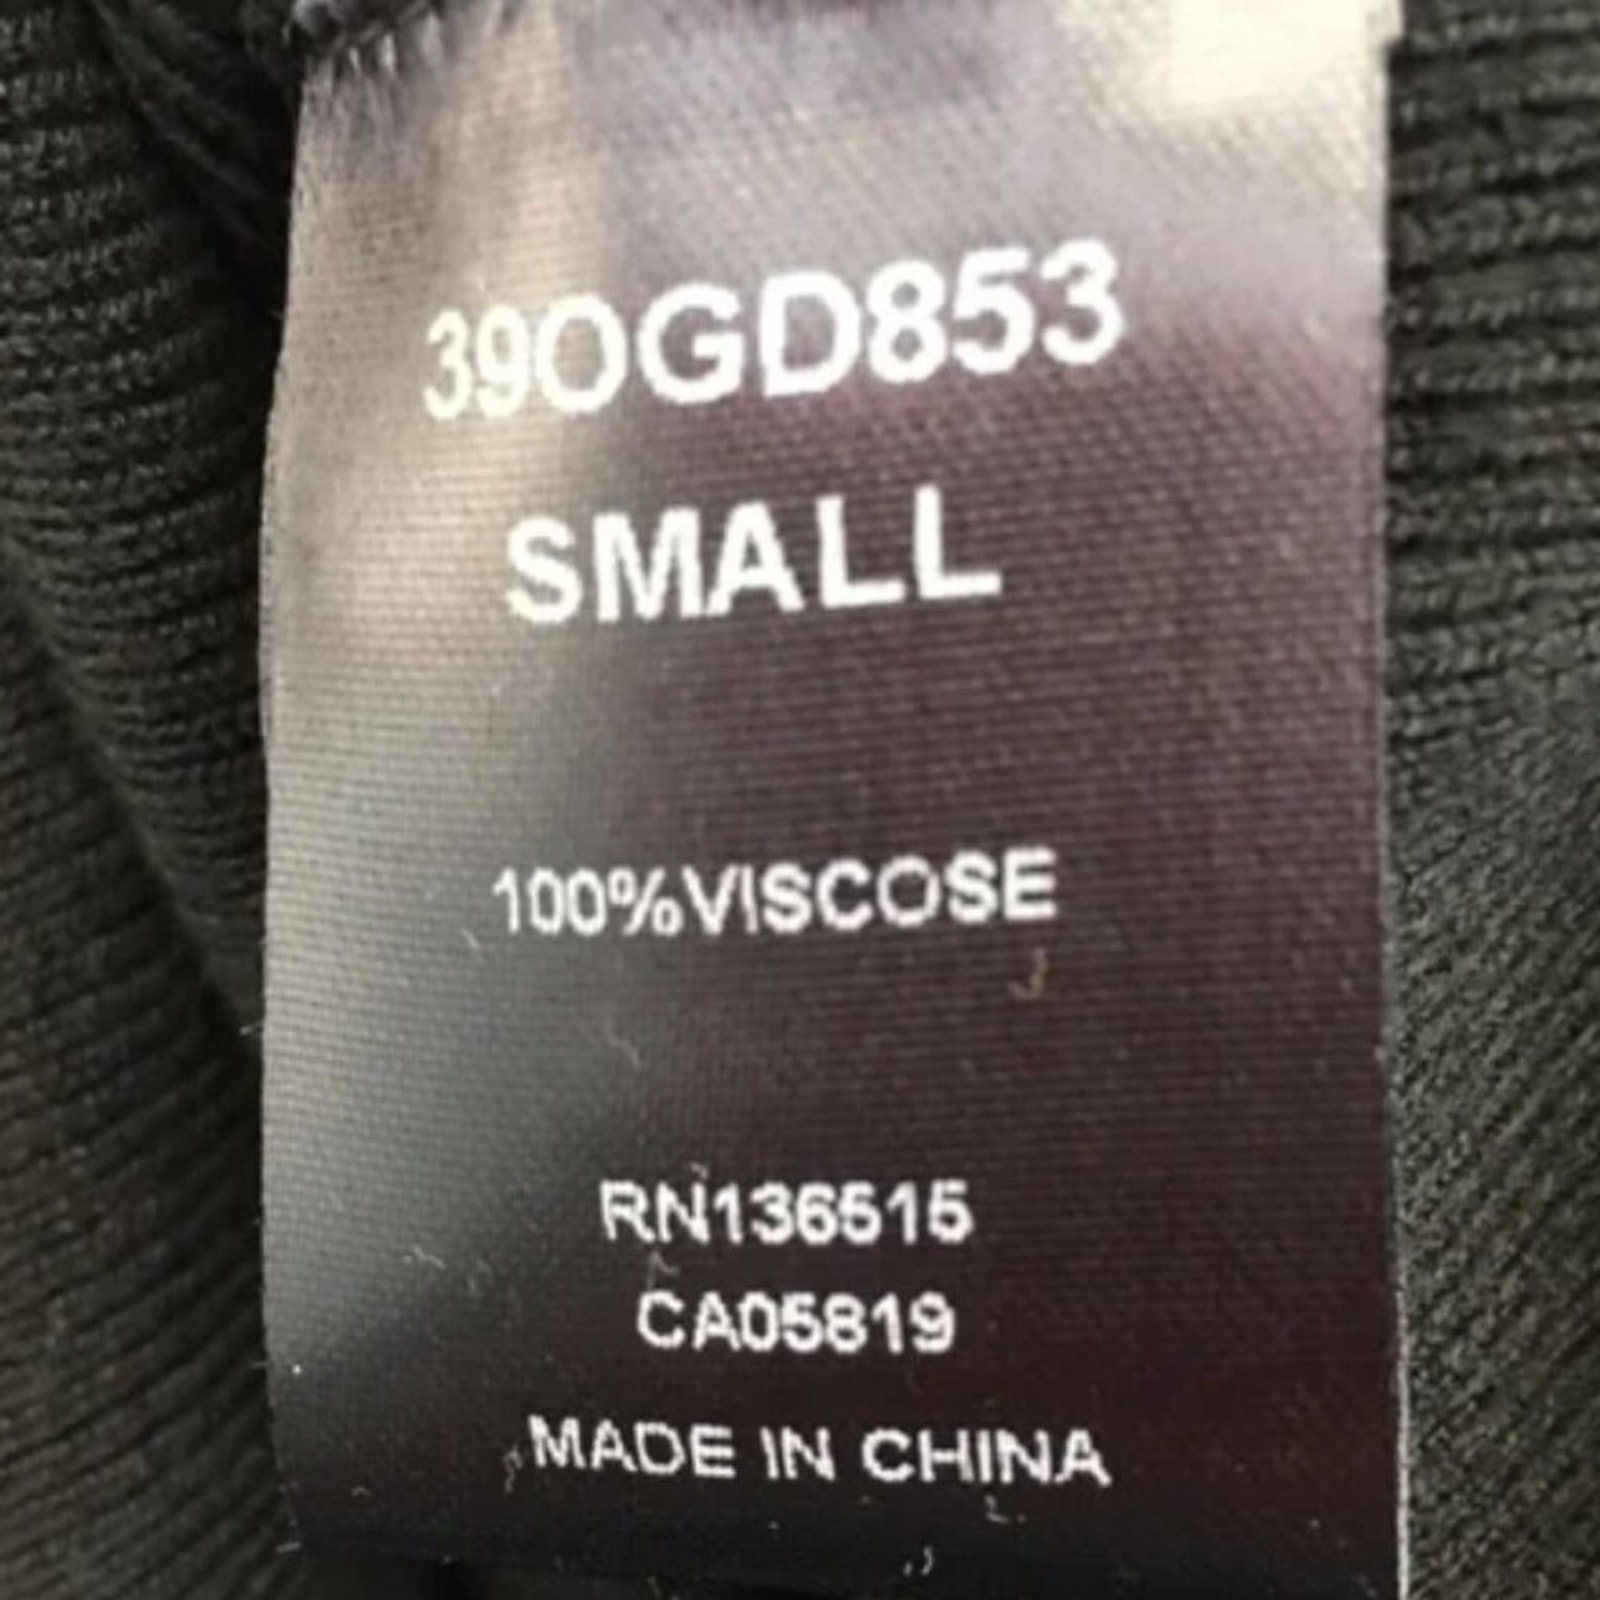 39OGD853
SMALL
100%VISCOSE
RN136515
CA05819
MADE IN CHINA